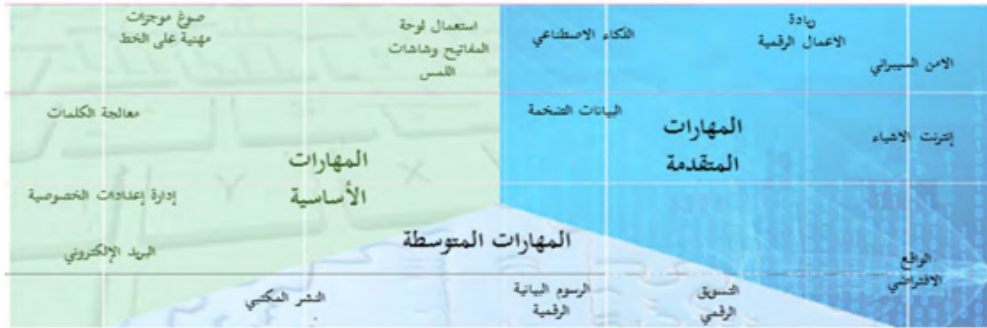 ريادة
الاعمال الرقمية
الذكاء الاصطناعي
الامن السيبراني
البيانات الضخمة
المهارات
المتقدمة
إنترنت الاشياء
الواقع
الافتراضي
استعمال لوحة
المفاتيح وشاشات
اللمس
صوغ موجزات
مهنية على الخط
معالجة الكلمات
المهارات
الأساسية
إدارة إعدادات الخصوصية
البريد الإلكتروني
المهارات المتوسطة
التسويق
الرقمي
الرسوم البيانية
الرقمية
النشر المكتبي